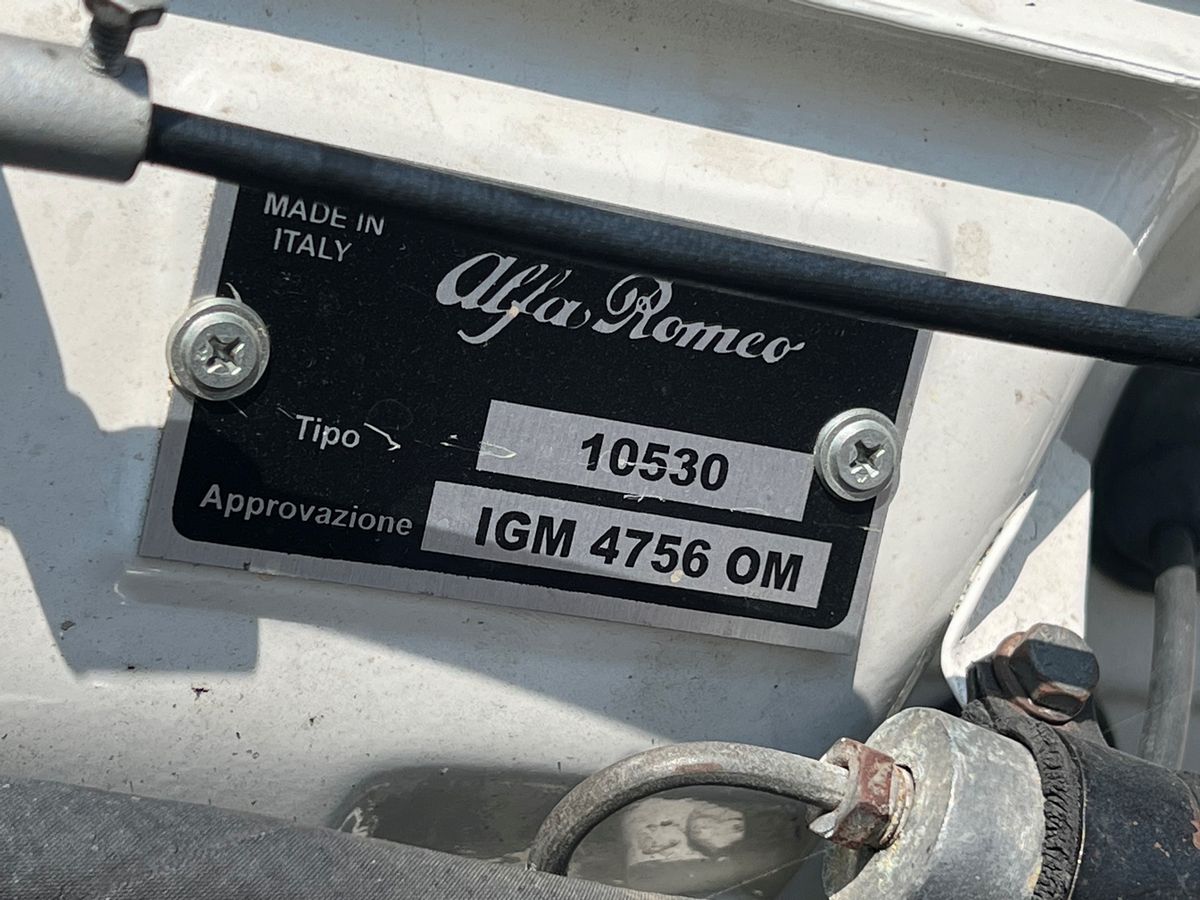 MADE IN
ITALY
Alfa Romeo
Tipo 10530
Approvazione IGM 4756 OM